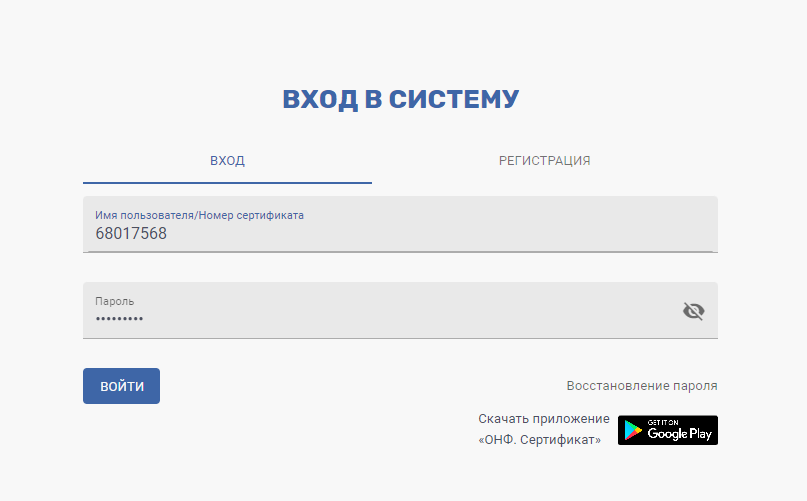 ВХОД В СИСТЕМУ
ВХОД
РЕГИСТРАЦИЯ
Имя пользователя/Номер сертификата
68017568
Пароль
•••••••••
ВОЙТИ
Восстановление пароля
Скачать приложение
«ОНФ. Сертификат»
GET IT ON
Google Play